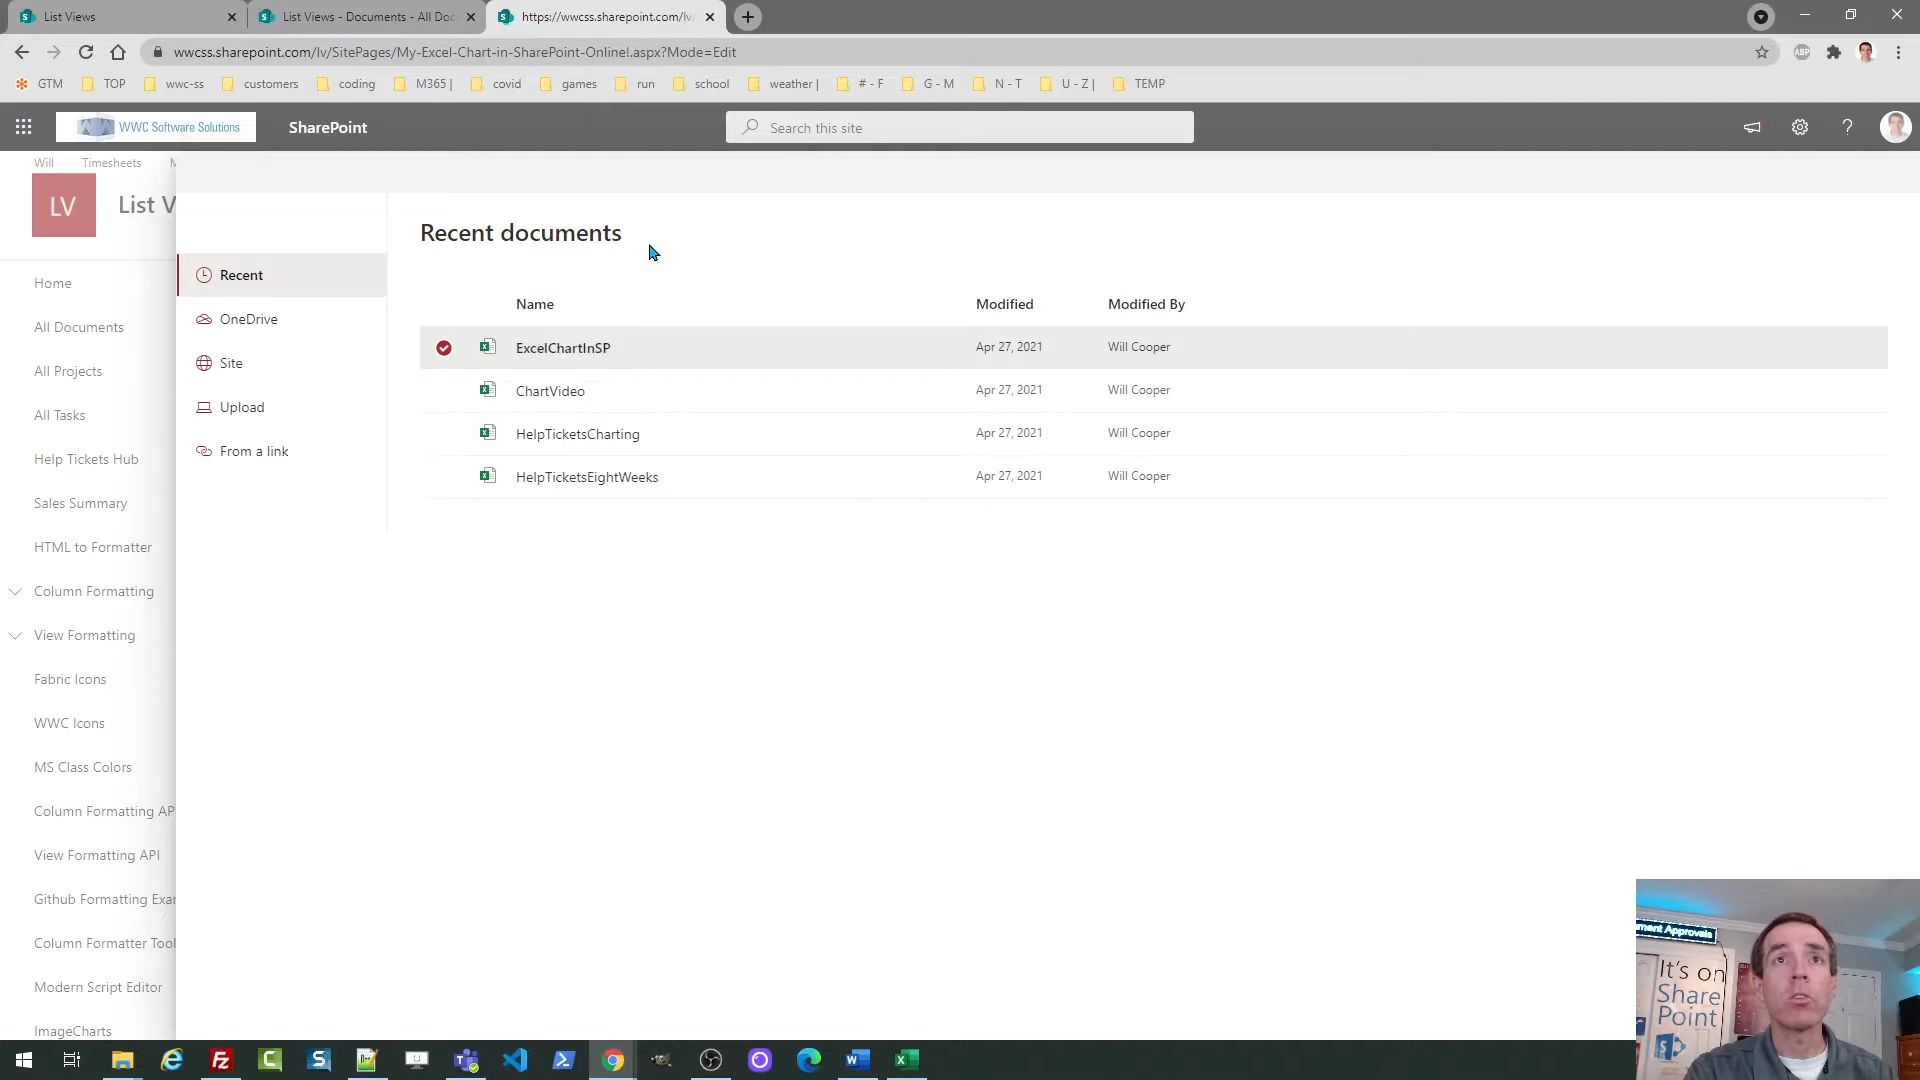 List Views
List Views - Documents - All Doc
https://wwcss.sharepoint.com/lv/
wwcss.sharepoint.com/lv/SitePages/My-Excel-Chart-in-SharePoint-Online!.aspx?Mode=Edit
GTM
TOP
wwc-ss
customers
coding
M365 |
covid
games
run
school
weather |
# - F
G - M
N - T
U - Z |
TEMP
WWC Software Solutions
SharePoint
Search this site
Will
Timesheets
M
LV
List V
Home
All Documents
All Projects
All Tasks
Help Tickets Hub
Sales Summary
HTML to Formatter
Column Formatting
View Formatting
Fabric Icons
WWC Icons
MS Class Colors
Column Formatting AP
View Formatting API
Github Formatting Exar
Column Formatter Tool
Modern Script Editor
ImageCharts
Recent
OneDrive
Site
Upload
From a link
Recent documents
Name Modified Modified By
ExcelChartInSP Apr 27, 2021 Will Cooper
ChartVideo Apr 27, 2021 Will Cooper
HelpTicketsCharting Apr 27, 2021 Will Cooper
HelpTicketsEightWeeks Apr 27, 2021 Will Cooper
ment Approvals
It's on
Share
Point